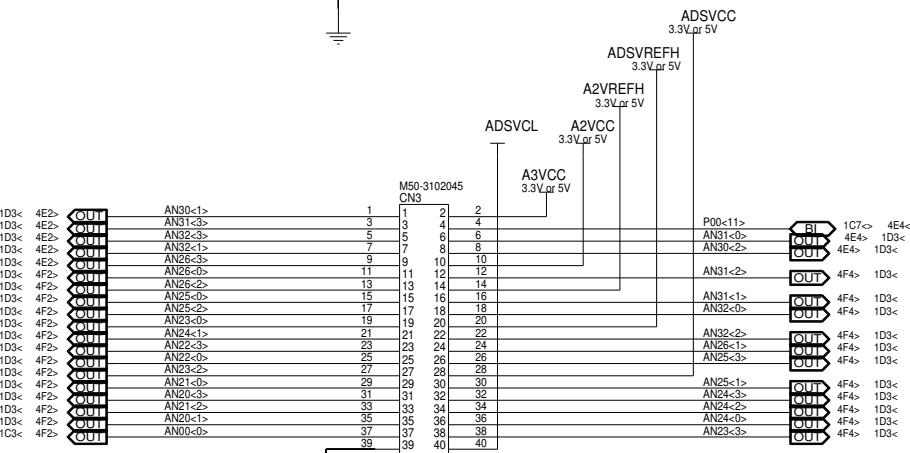 ADSVCC
3.3V or 5V
ADSVREFH
3.3V or 5V
A2VREFH
3.3V or 5V
ADSVCL
A2VCC
3.3V or 5V
A3VCC
3.3V or 5V
M50-3102045
CN3
1D3< 4E2> OUT AN30<1> 1 1 2 2
1D3< 4E2> OUT AN31<3> 3 3 4 4 P00<11> BI 1C7<> 4E4<
1D3< 4E2> OUT AN32<3> 5 5 6 6 AN31<0> OUT 4E4> 1D3<
1D3< 4E2> OUT AN32<1> 7 7 8 8 AN30<2> OUT 4E4> 1D3<
1D3< 4E2> OUT AN26<3> 9 9 10 10
1D3< 4F2> OUT AN26<0> 11 11 12 12 AN31<2> OUT 4F4> 1D3<
1D3< 4F2> OUT AN26<2> 13 13 14 14
1D3< 4F2> OUT AN25<0> 15 15 16 16 AN31<1> OUT 4F4> 1D3<
1D3< 4F2> OUT AN25<2> 17 17 18 18 AN32<0> OUT 4F4> 1D3<
1D3< 4F2> OUT AN23<0> 19 19 20 20
1D3< 4F2> OUT AN24<1> 21 21 22 22 AN32<2> OUT 4F4> 1D3<
1D3< 4F2> OUT AN22<3> 23 23 24 24 AN26<1> OUT 4F4> 1D3<
1D3< 4F2> OUT AN22<0> 25 25 26 26 AN25<3> OUT 4F4> 1D3<
1D3< 4F2> OUT AN23<2> 27 27 28 28
1D3< 4F2> OUT AN21<0> 29 29 30 30 AN25<1> OUT 4F4> 1D3<
1D3< 4F2> OUT AN20<3> 31 31 32 32 AN24<3> OUT 4F4> 1D3<
1D3< 4F2> OUT AN21<2> 33 33 34 34 AN24<2> OUT 4F4> 1D3<
1D3< 4F2> OUT AN20<1> 35 35 36 36 AN24<0> OUT 4F4> 1D3<
1C3< 4F2> OUT AN00<0> 37 37 38 38 AN23<3> OUT 4F4> 1D3<
39 39 40 40